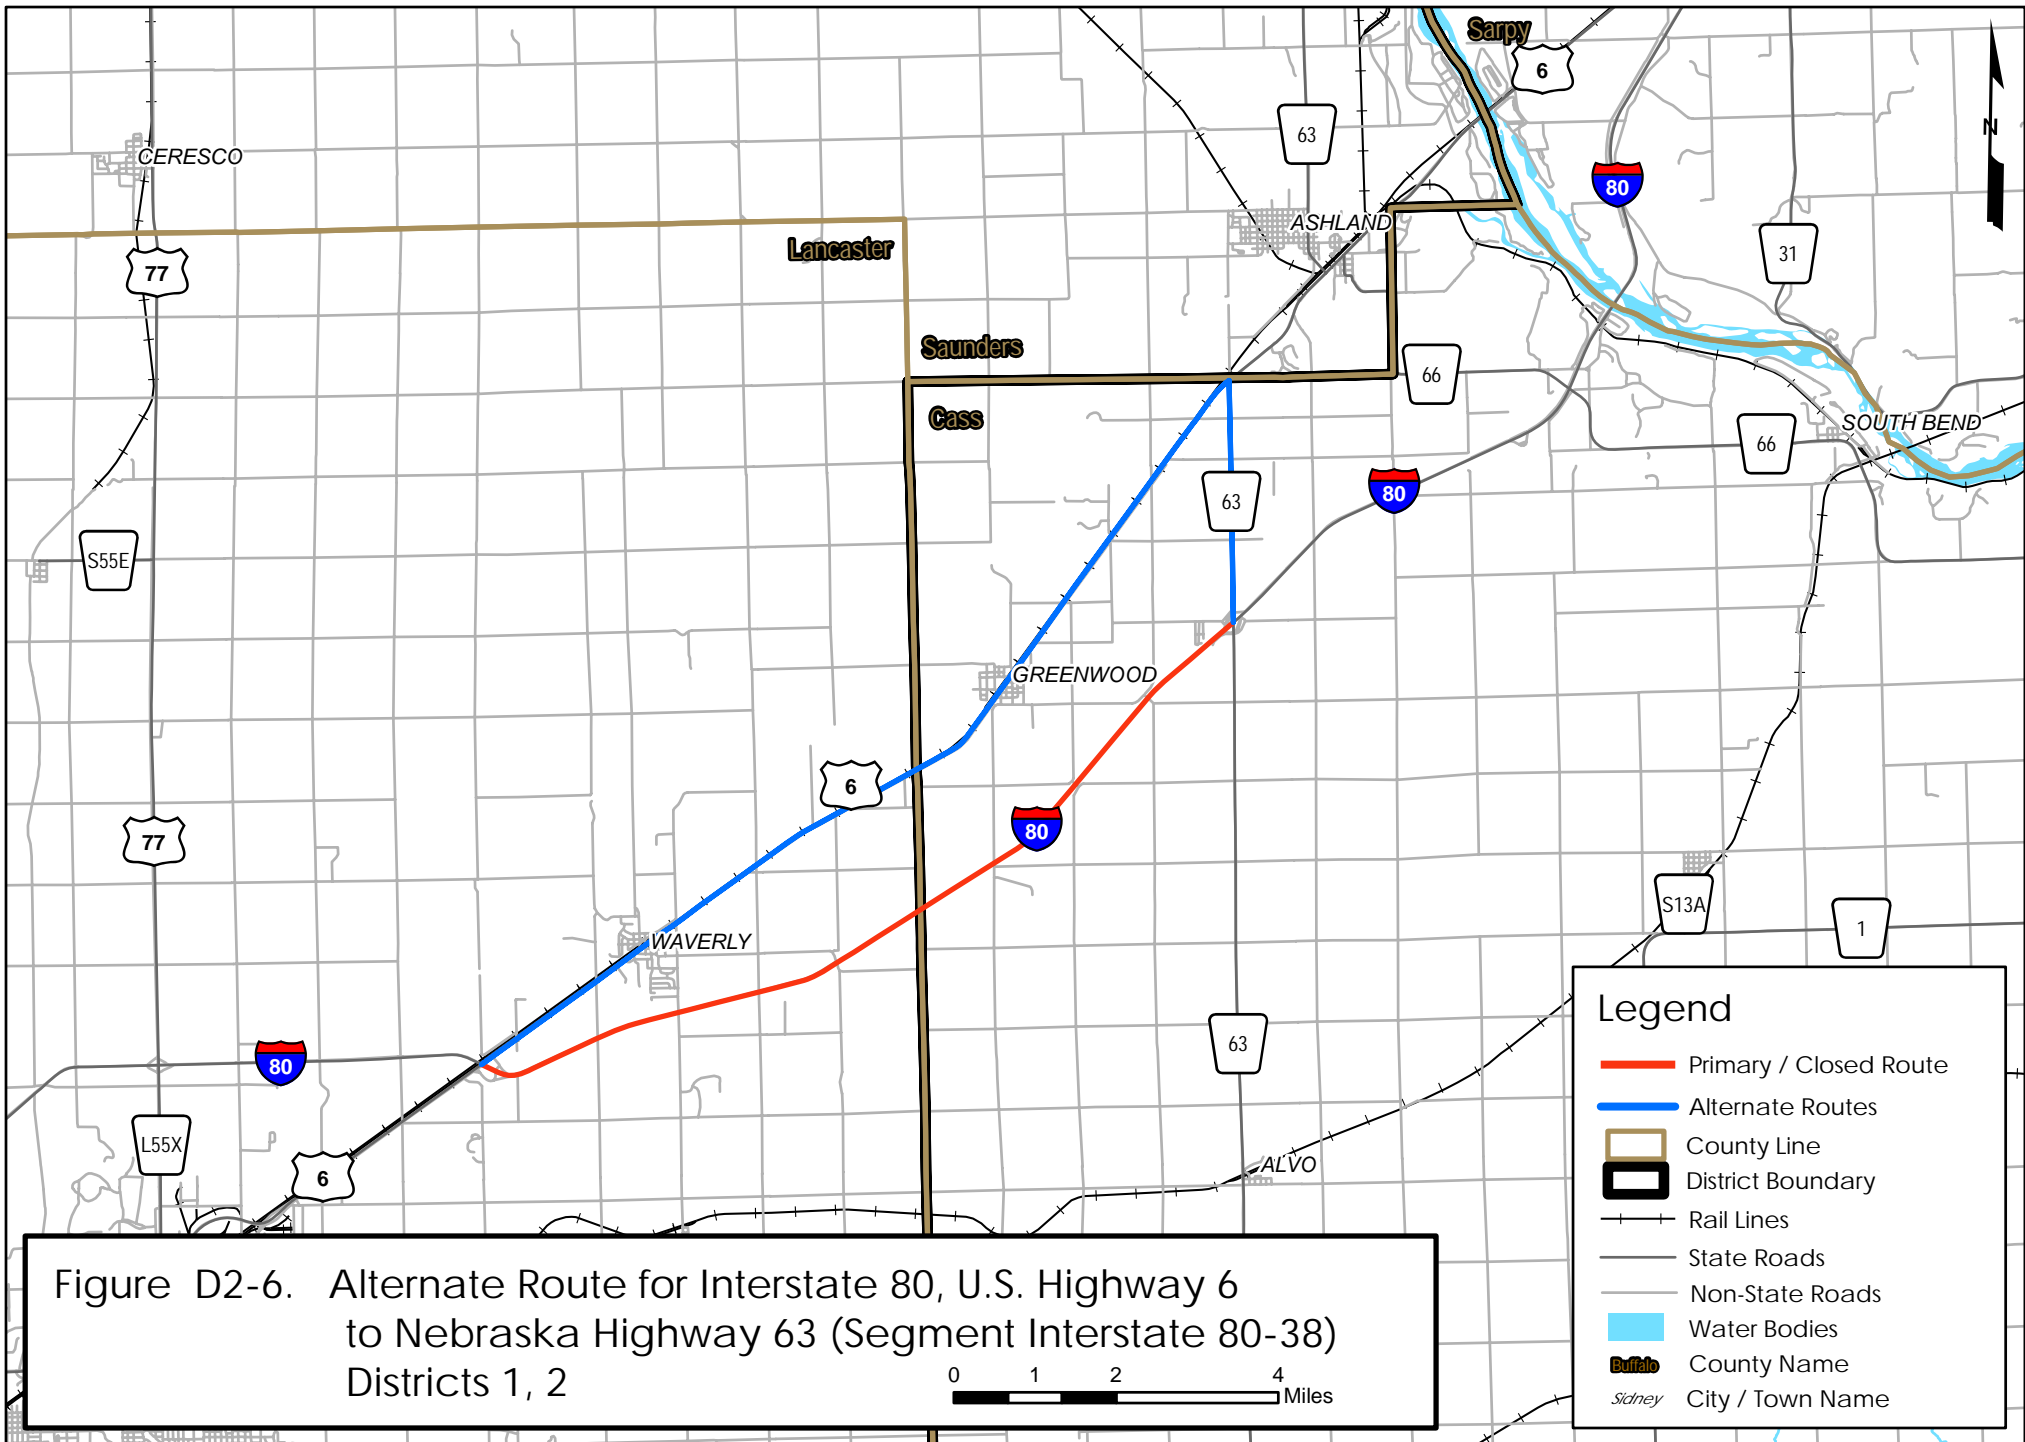 Sarpy
6
63
N
CERESCO
80
ASHLAND
Lancaster
31
77
Saunders
66
Cass
SOUTH BEND
66
80
63
S55E
GREENWOOD
6
77
80
S13A
1
WAVERLY
63
80
L55X
ALVO
6
Legend
Primary / Closed Route
Alternate Routes
County Line
District Boundary
Rail Lines
State Roads
Non-State Roads
Water Bodies
Buffalo County Name
Sidney City / Town Name
Figure D2-6. Alternate Route for Interstate 80, U.S. Highway 6
to Nebraska Highway 63 (Segment Interstate 80-38)
Districts 1, 2
0 1 2 4
Miles